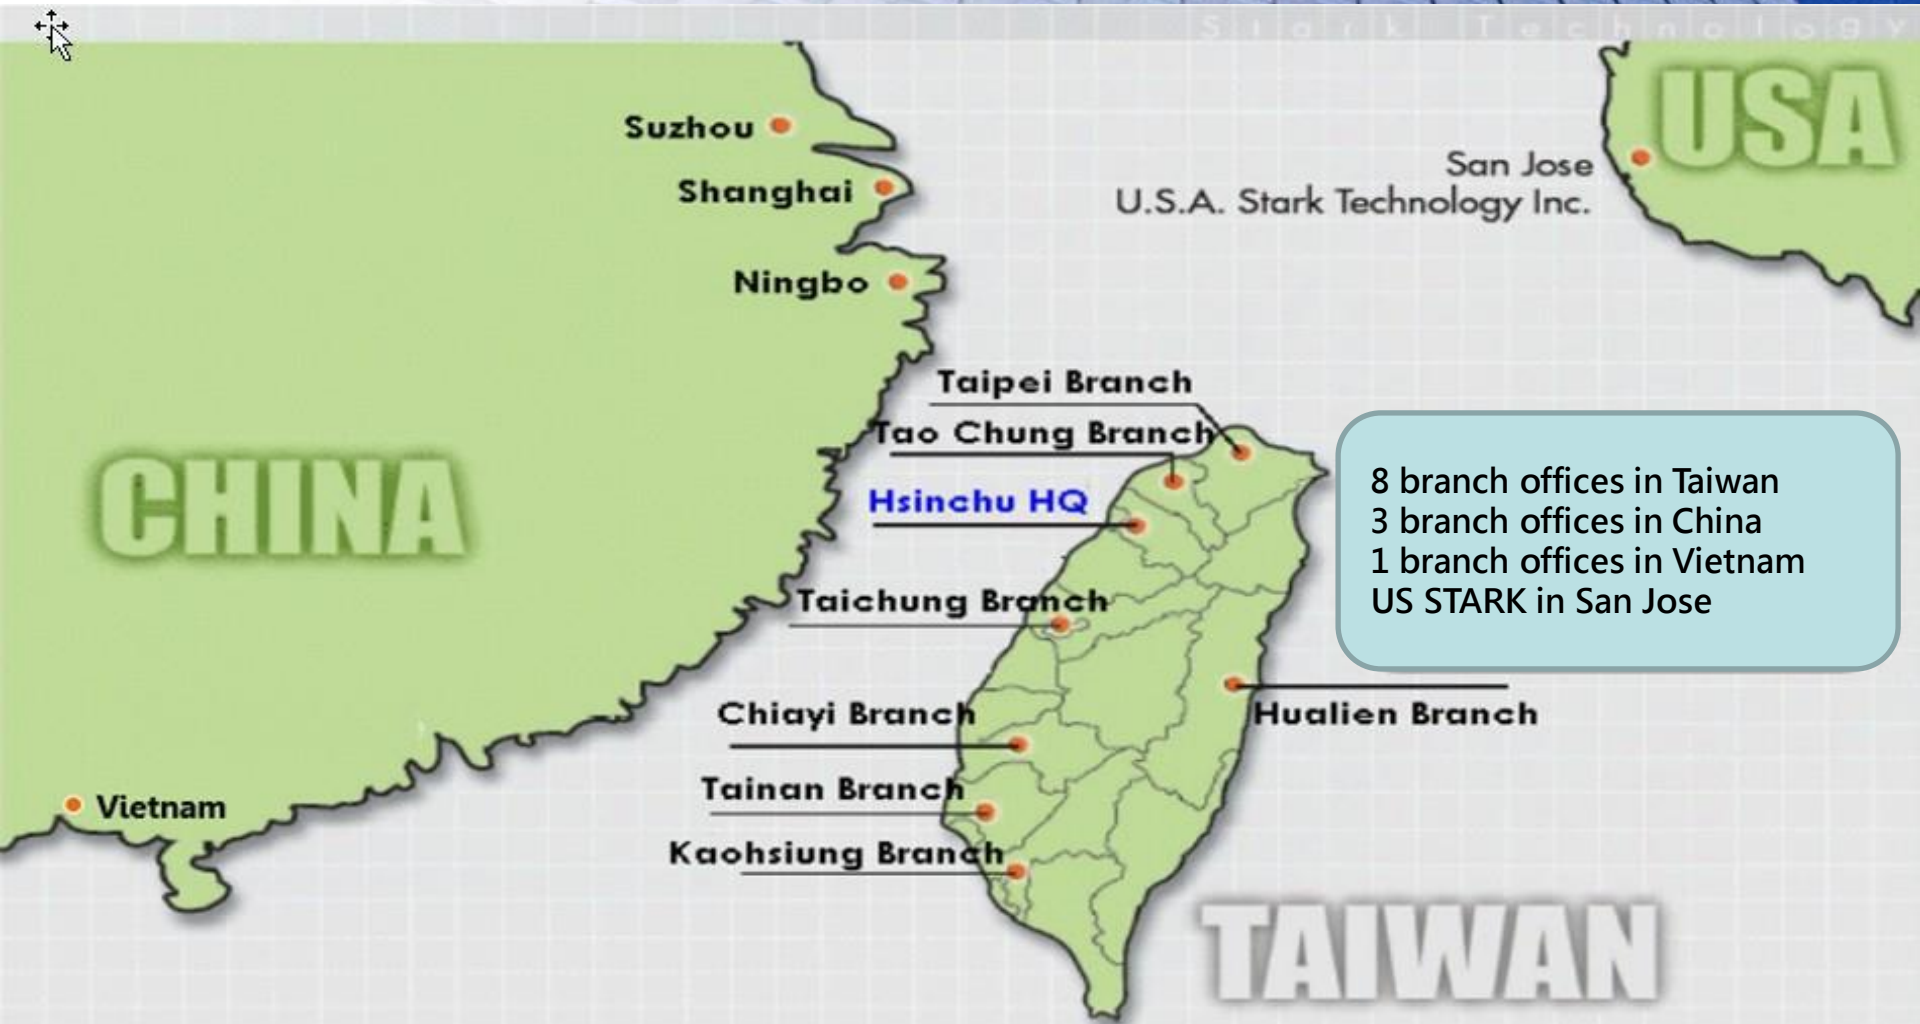 Stark Technology
USA
Suzhou
San Jose
Shanghai
U.S.A. Stark Technology Inc.
Ningbo
Taipei Branch
Tao Chung Branch
Hsinchu HQ
CHINA
8 branch offices in Taiwan
3 branch offices in China
1 branch offices in Vietnam
US STARK in San Jose
Taichung Branch
Chiayi Branch
Hualien Branch
Tainan Branch
Vietnam
Kaohsiung Branch
TAIWAN